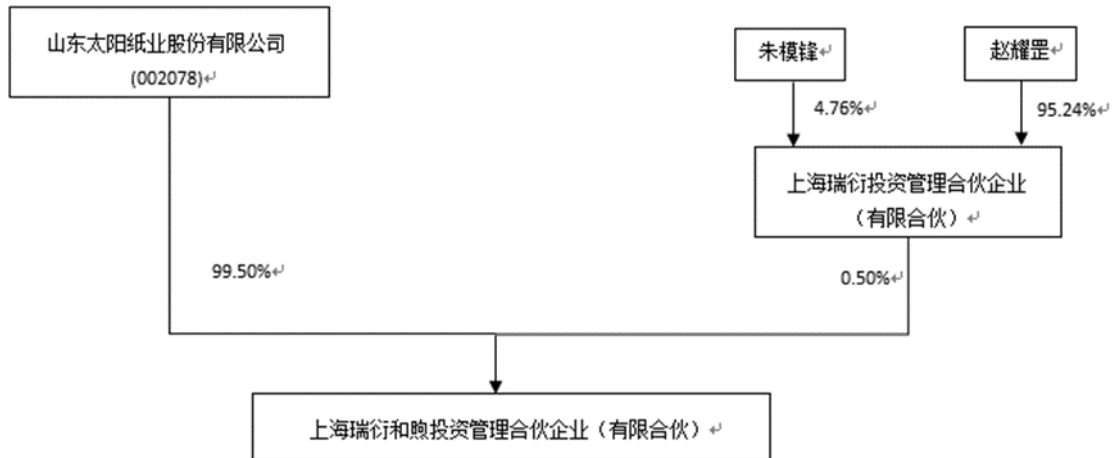 山东太阳纸业股份有限公司
(002078)↵
朱模锋↵
赵耀罡↵
4.76%↵
95.24%↵
上海瑞衍投资管理合伙企业
（有限合伙）↵
99.50%↵
0.50%↵
上海瑞衍和煦投资管理合伙企业（有限合伙）↵